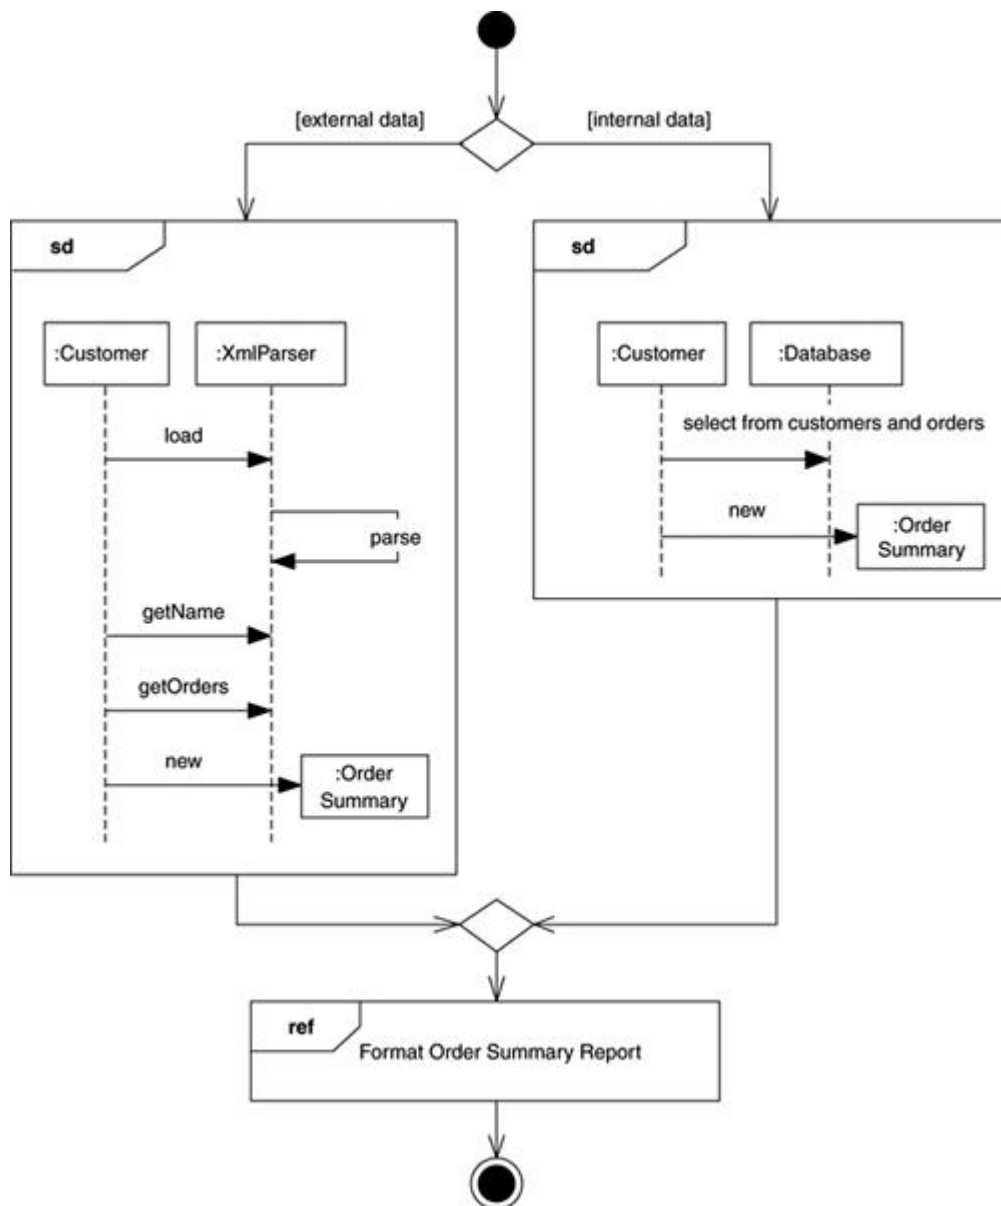 [external data]
[internal data]
sd
:Customer
:XmlParser
load
parse
getName
getOrders
new
:Order
Summary
sd
:Customer
:Database
select from customers and orders
new
:Order
Summary
ref
Format Order Summary Report